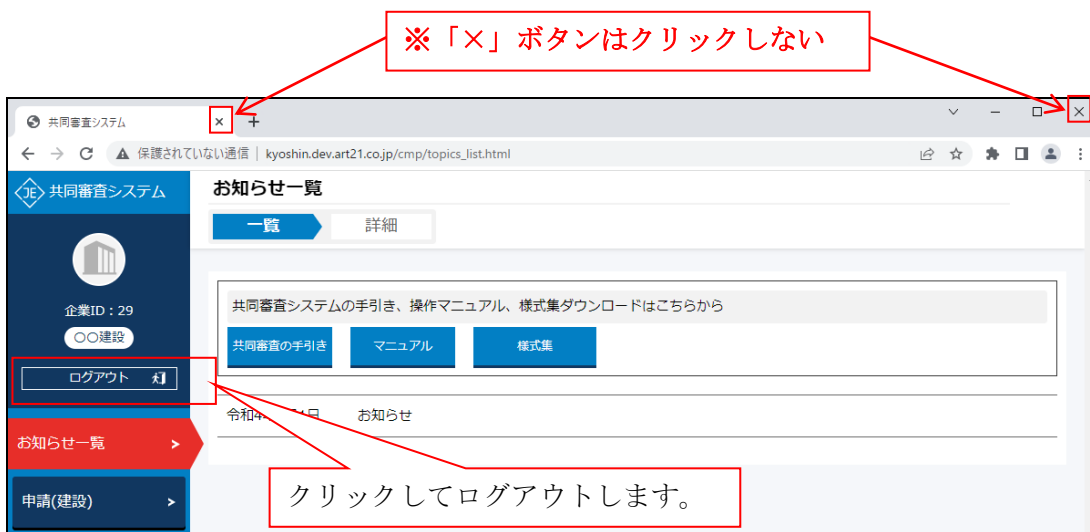 ※「×」ボタンはクリックしない
共同審査システム
保護されていない通信 | kyoshin.dev.art21.co.jp/cmp/topics_list.html
JE 共同審査システム
お知らせ一覧
一覧 詳細
企業ID:29
〇〇建設
ログアウト
共同審査システムの手引き、操作マニュアル、様式集ダウンロードはこちらから
共同審査の手引き マニュアル 様式集
令和4 日 お知らせ
お知らせ一覧 >
申請(建設) >
クリックしてログアウトします。